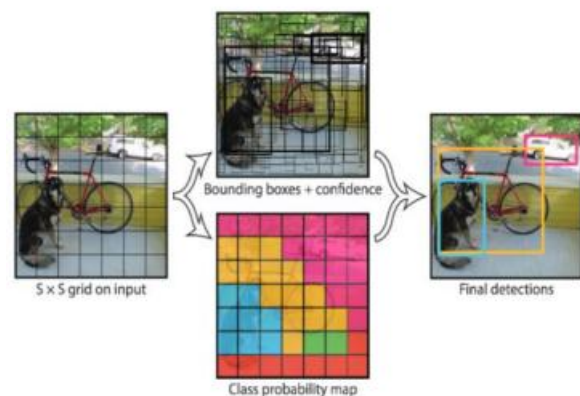 Bounding boxes + confidence
S × S grid on input
Final detections
Class probability map